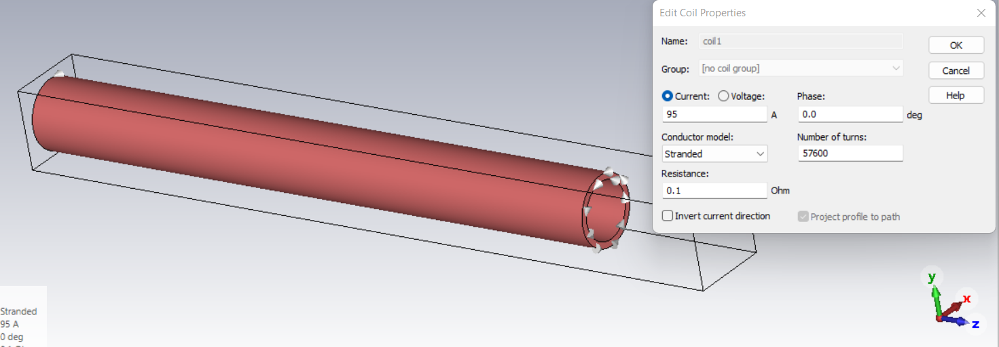 Edit Coil Properties
Name: coil1
OK
Group: [no coil group]
Cancel
Current: Voltage: Phase:
Help
95 A 0.0 deg
Conductor model: Number of turns:
Stranded 57600
Resistance:
0.1 Ohm
Invert current direction Project profile to path
y
x
z
Stranded
95 A
0 deg